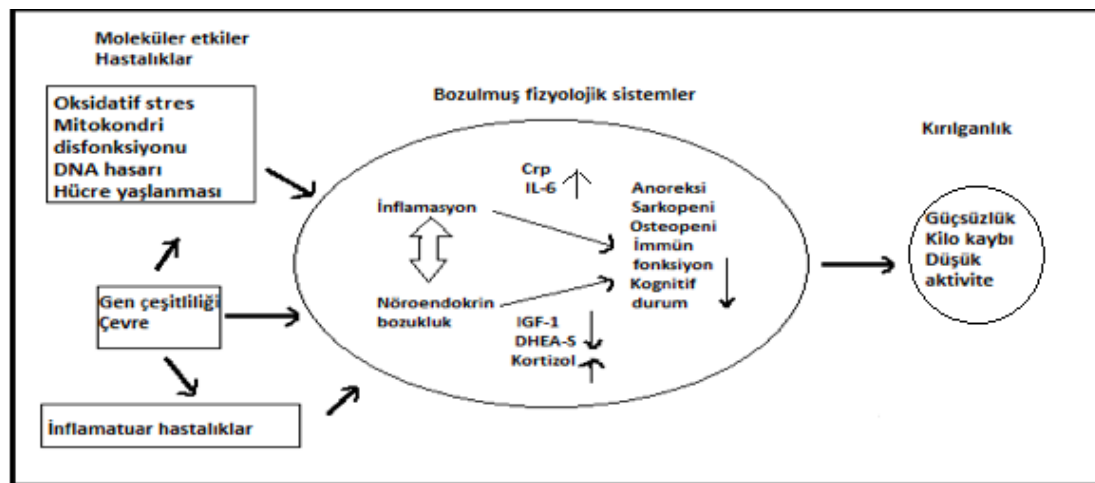 Moleküler etkiler
Hastalıklar
Oksidatif stres
Mitokondri
disfonksiyonu
DNA hasarı
Hücre yaşlanması
Gen çeşitliliği
Çevre
İnflamatuar hastalıklar
Bozulmuş fizyolojik sistemler
Crp
IL-6
İnflamasyon
Nöroendokrin
bozukluk
IGF-1
DHEA-S
Kortizol
Anoreksi
Sarkopeni
Osteopeni
İmmün
fonksiyon
Kognitif
durum
Kırılganlık
Güçsüzlük
Kilo kaybı
Düşük
aktivite